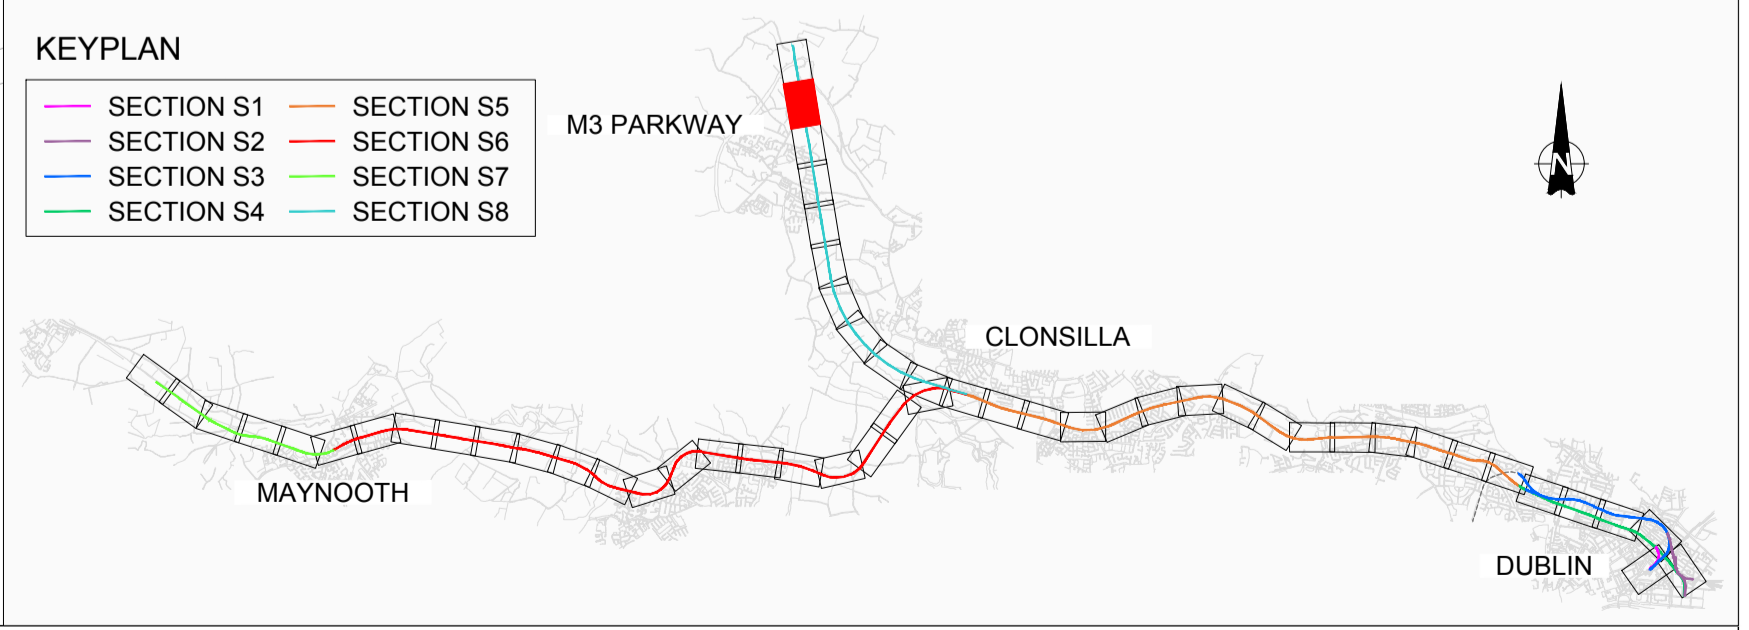 KEYPLAN
SECTION S1 SECTION S5
SECTION S2 SECTION S6
SECTION S3 SECTION S7
SECTION S4 SECTION S8
M3 PARKWAY
N
CLONSILLA
MAYNOOTH
DUBLIN